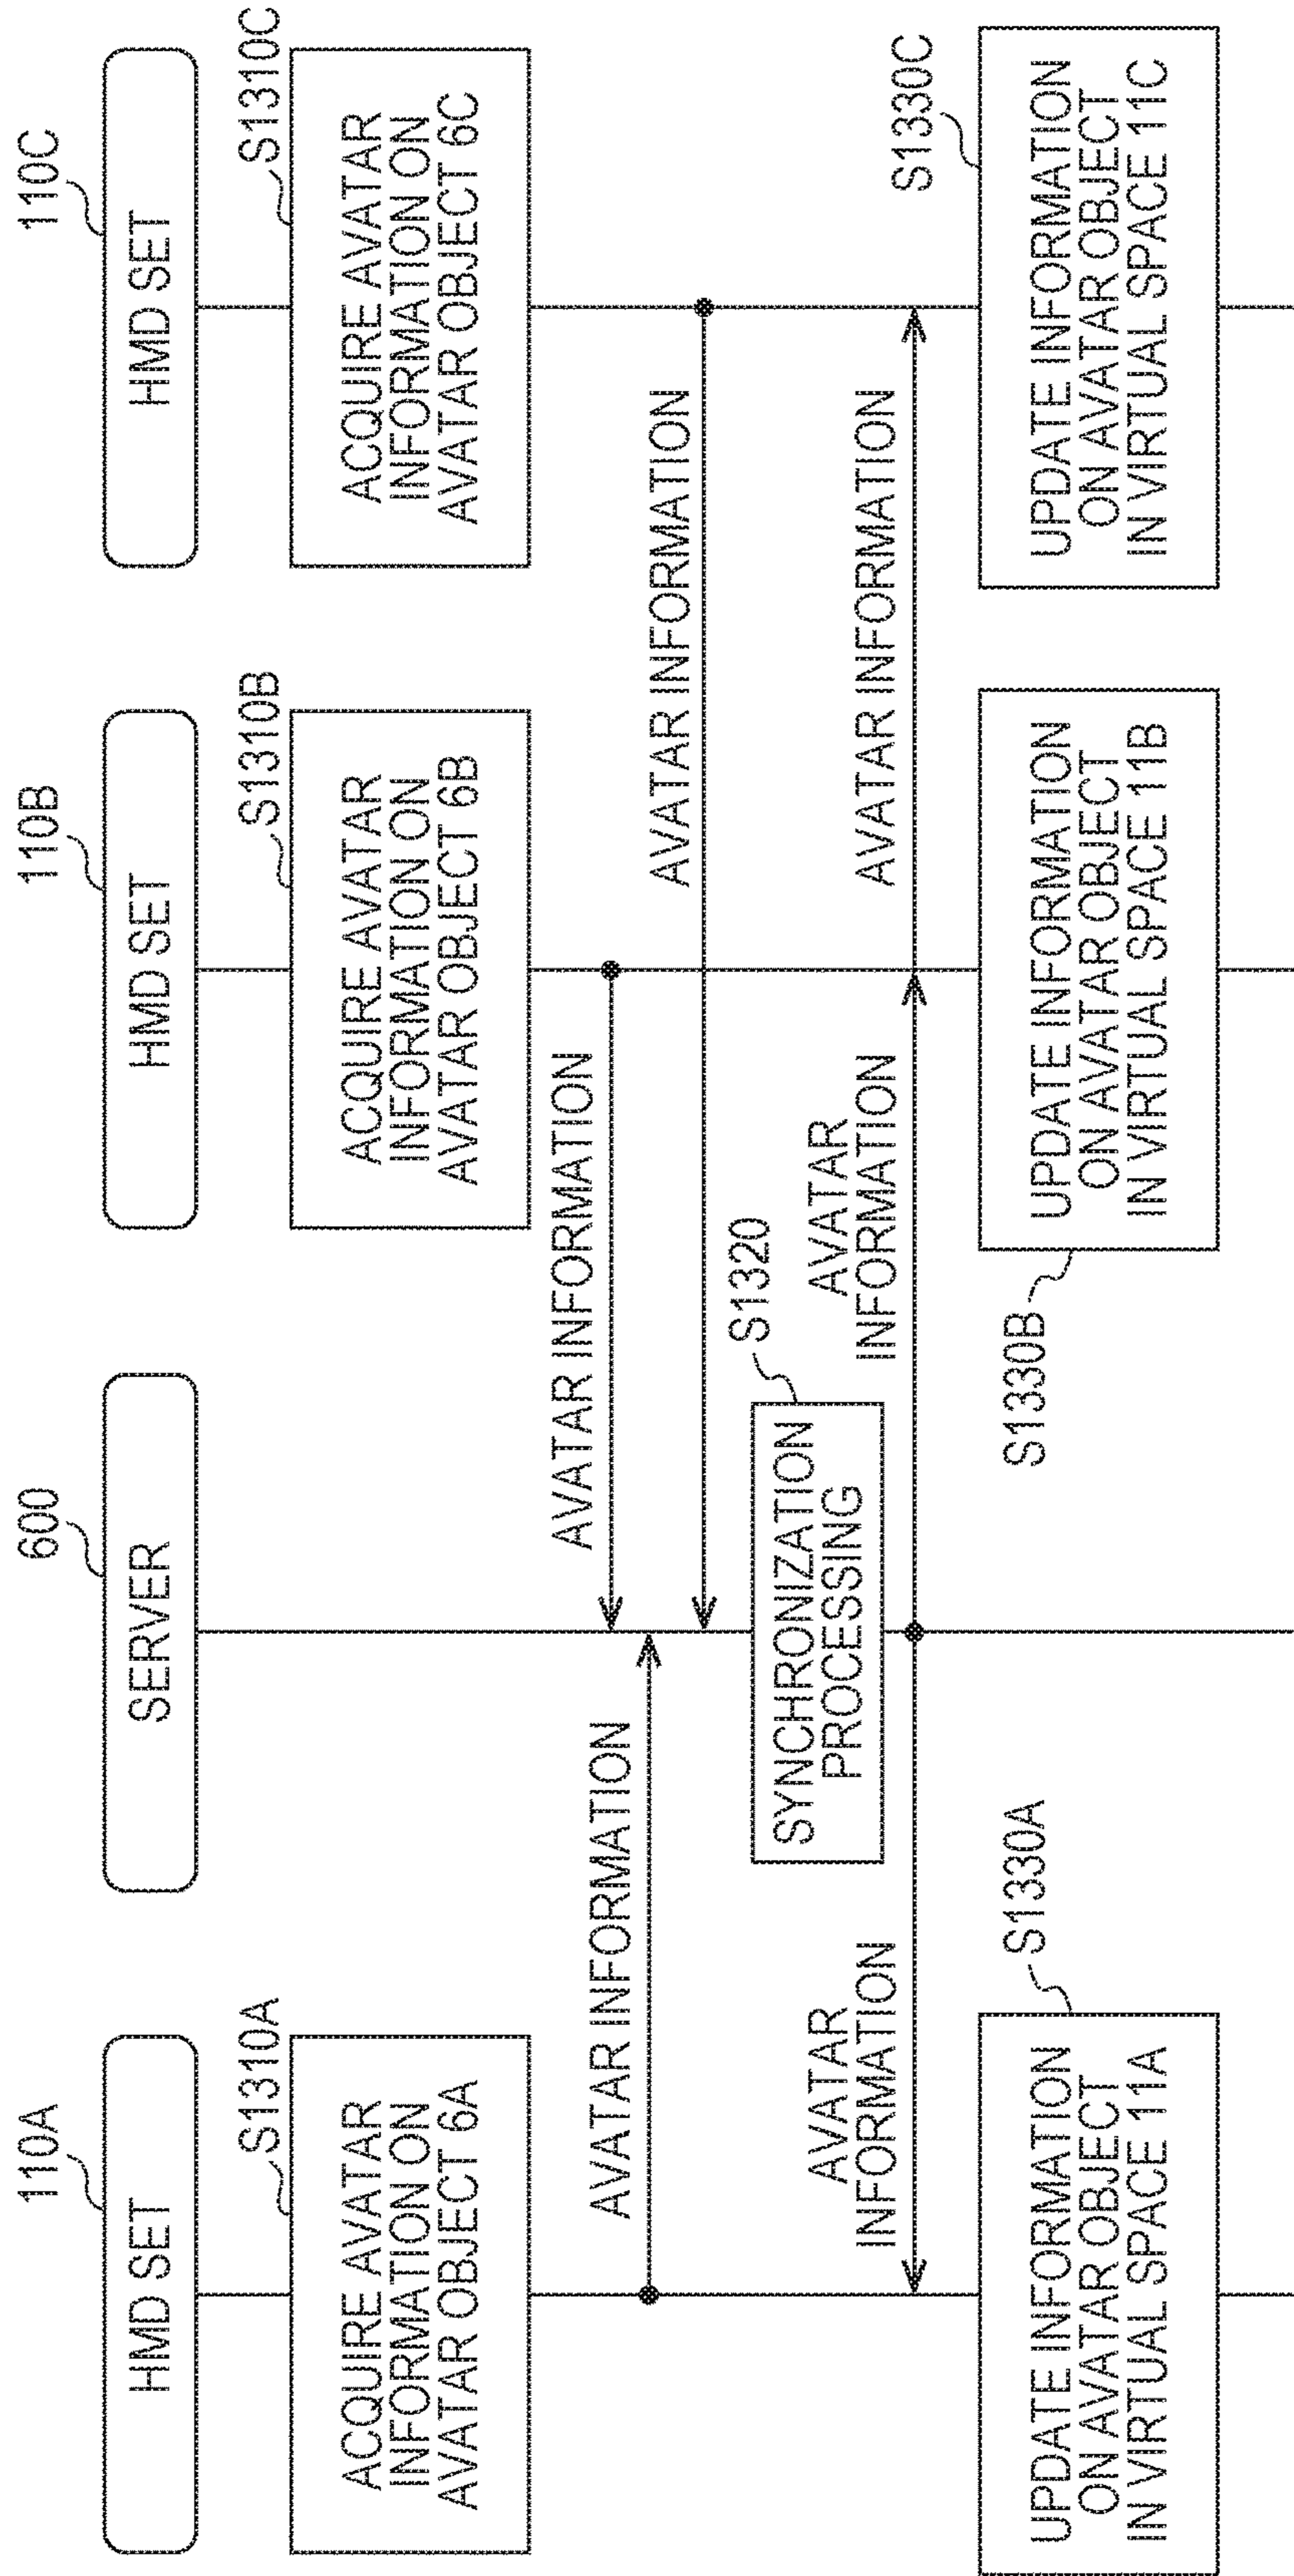 110A
600
110B
110C
HMD SET
SERVER
HMD SET
HMD SET
S1310A
S1310B
S1310C
ACQUIRE AVATAR
INFORMATION ON
AVATAR OBJECT 6A
ACQUIRE AVATAR
INFORMATION ON
AVATAR OBJECT 6B
ACQUIRE AVATAR
INFORMATION ON
AVATAR OBJECT 6C
AVATAR INFORMATION
AVATAR INFORMATION
AVATAR INFORMATION
S1320
SYNCHRONIZATION
PROCESSING
AVATAR
INFORMATION
AVATAR
INFORMATION
AVATAR INFORMATION
S1330A
S1330B
S1330C
UPDATE INFORMATION
ON AVATAR OBJECT
IN VIRTUAL SPACE 11A
UPDATE INFORMATION
ON AVATAR OBJECT
IN VIRTUAL SPACE 11B
UPDATE INFORMATION
ON AVATAR OBJECT
IN VIRTUAL SPACE 11C